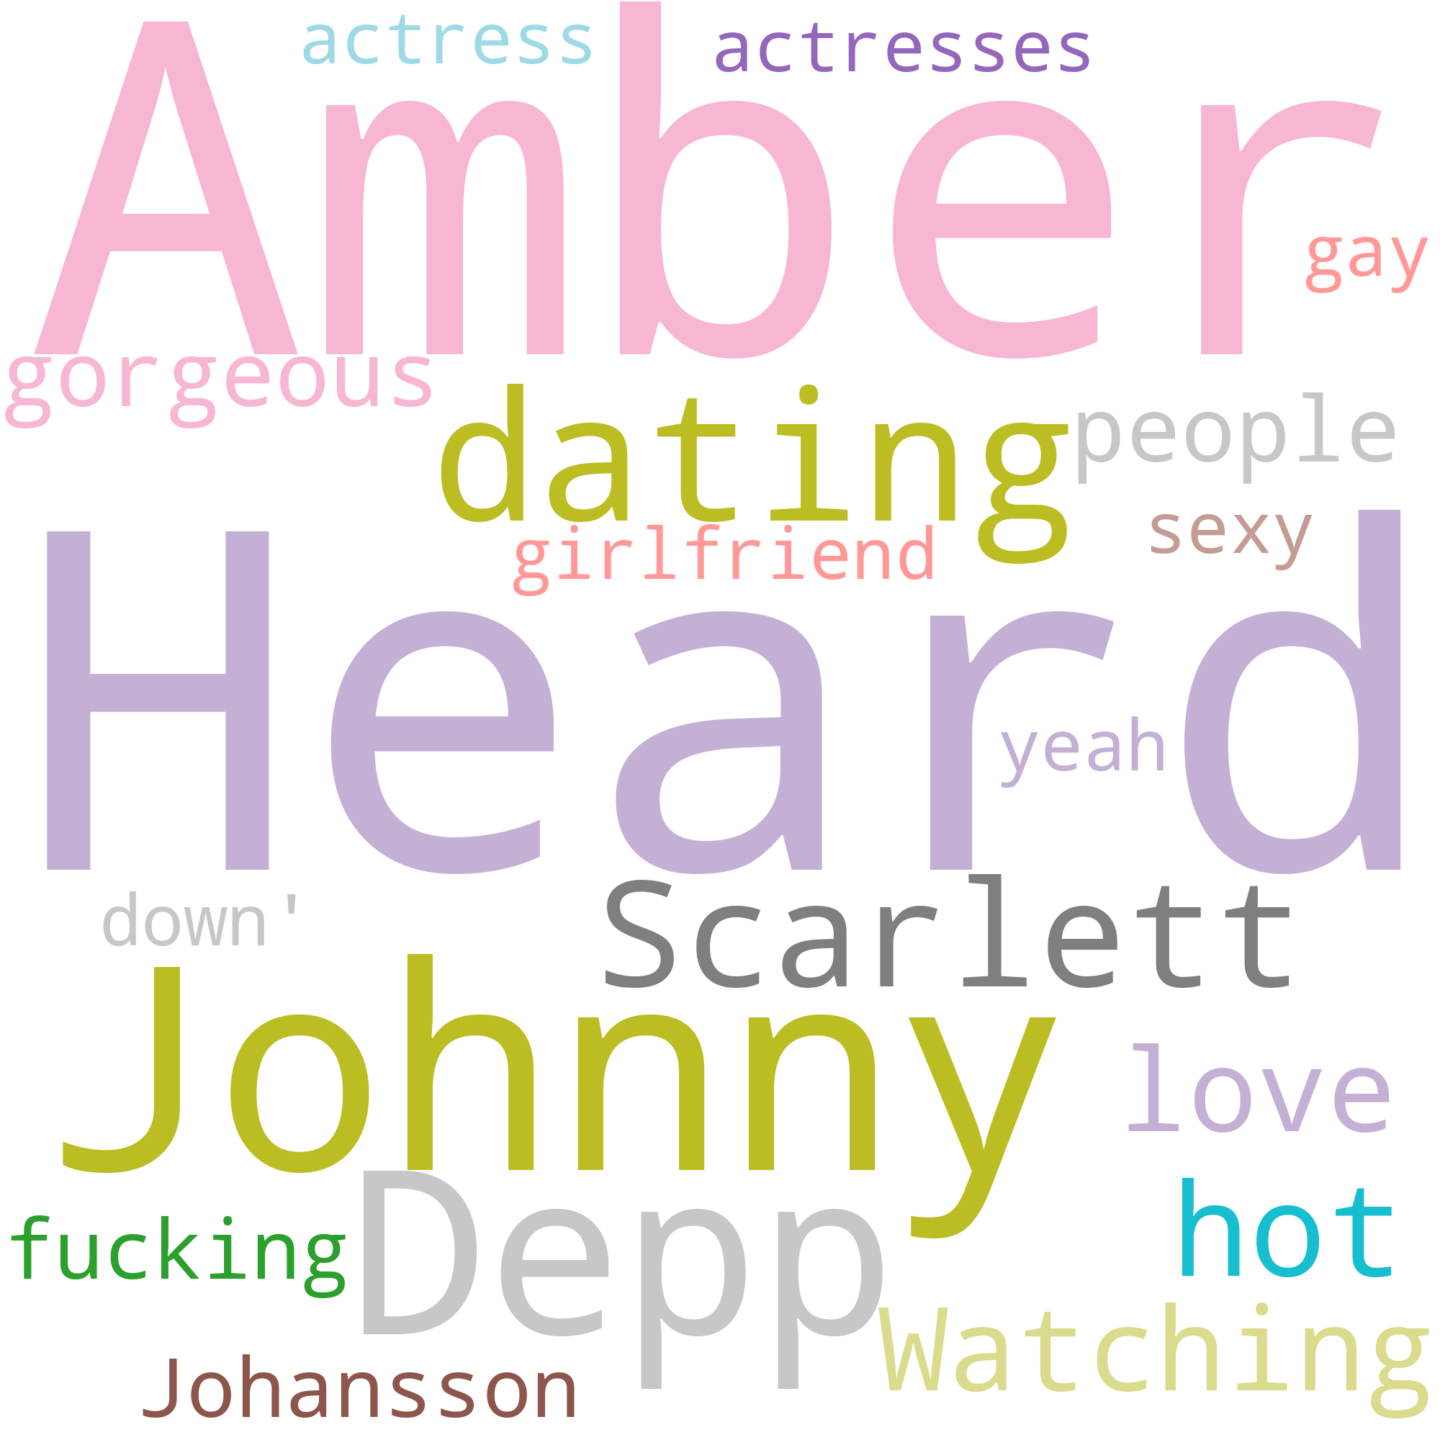 actress
actresses
Amber
gay
gorgeous
dating
people
sexy
girlfriend
Heard
yeah
down'
Scarlett
Johnny
love
fucking
Depp
hot
Watching
Johansson